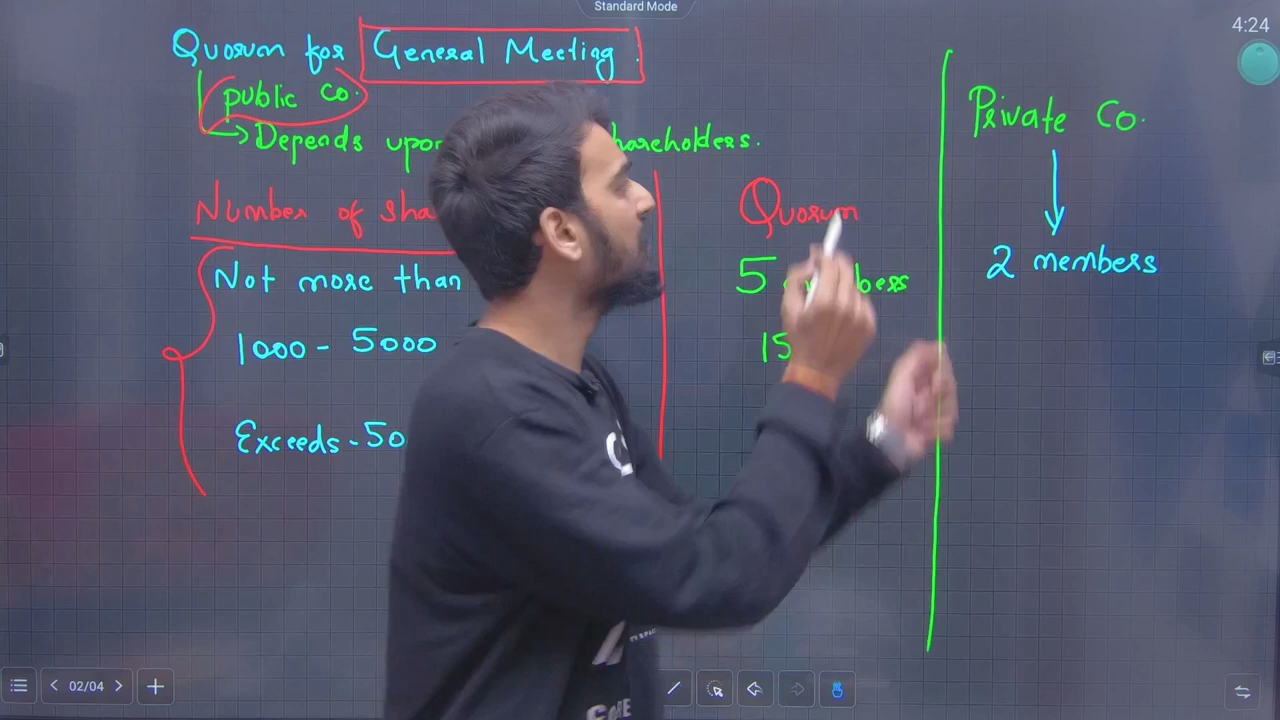 Standard Mode
4:24
Quorum for General Meeting.
public co.
Depends upon shareholders.
Private Co.
Number of sha
Quorum
Not more than
5 members
2 members
1000 - 5000
15
Exceeds - 50
02/04